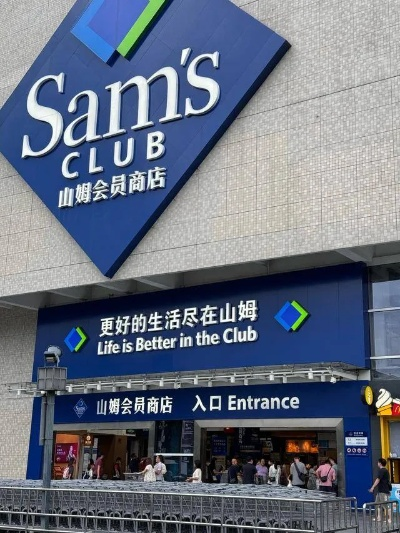 Sam's
CLUB
山姆会员商店
更好的生活尽在山姆
Life is Better in the Club
山姆会员商店 入口 Entrance